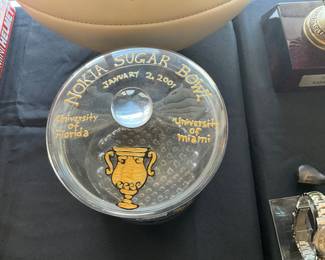 NOKIA SUGAR BOWL
JANUARY 2, 2001
University
of
Florida
University
of
Miami